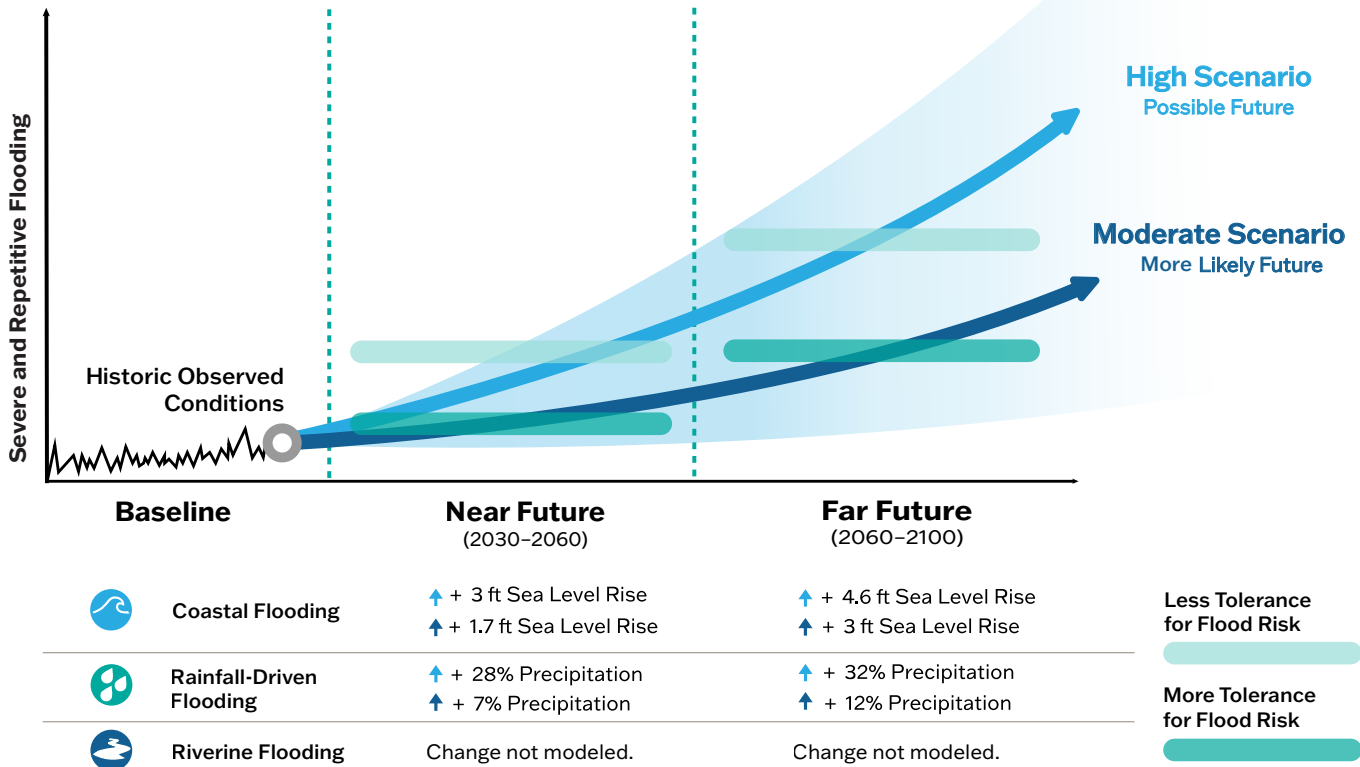 Severe and Repetitive Flooding
High Scenario
Possible Future
Moderate Scenario
More Likely Future
Historic Observed
Conditions
Baseline
Near Future
(2030–2060)
Far Future
(2060–2100)
Coastal Flooding
+ 3 ft Sea Level Rise
+ 1.7 ft Sea Level Rise
+ 4.6 ft Sea Level Rise
+ 3 ft Sea Level Rise
Rainfall-Driven
Flooding
+ 28% Precipitation
+ 7% Precipitation
+ 32% Precipitation
+ 12% Precipitation
Riverine Flooding
Change not modeled.
Change not modeled.
Less Tolerance
for Flood Risk
More Tolerance
for Flood Risk